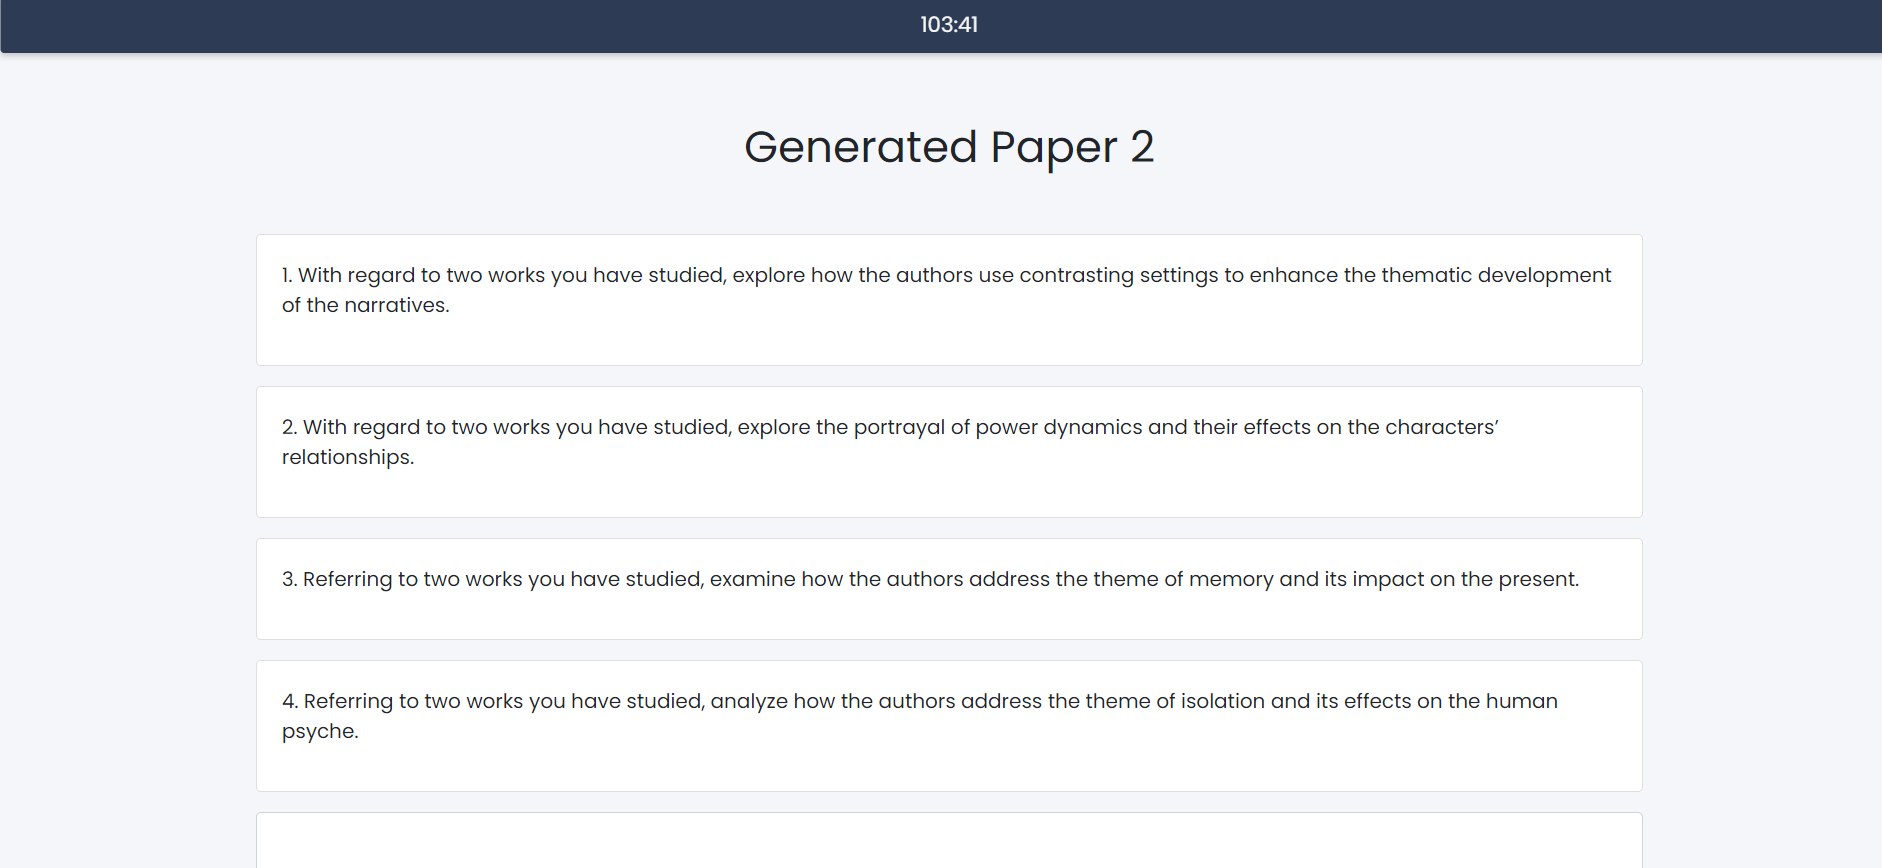 103:41
Generated Paper 2
1. With regard to two works you have studied, explore how the authors use contrasting settings to enhance the thematic development
of the narratives.
2. With regard to two works you have studied, explore the portrayal of power dynamics and their effects on the characters’
relationships.
3. Referring to two works you have studied, examine how the authors address the theme of memory and its impact on the present.
4. Referring to two works you have studied, analyze how the authors address the theme of isolation and its effects on the human
psyche.